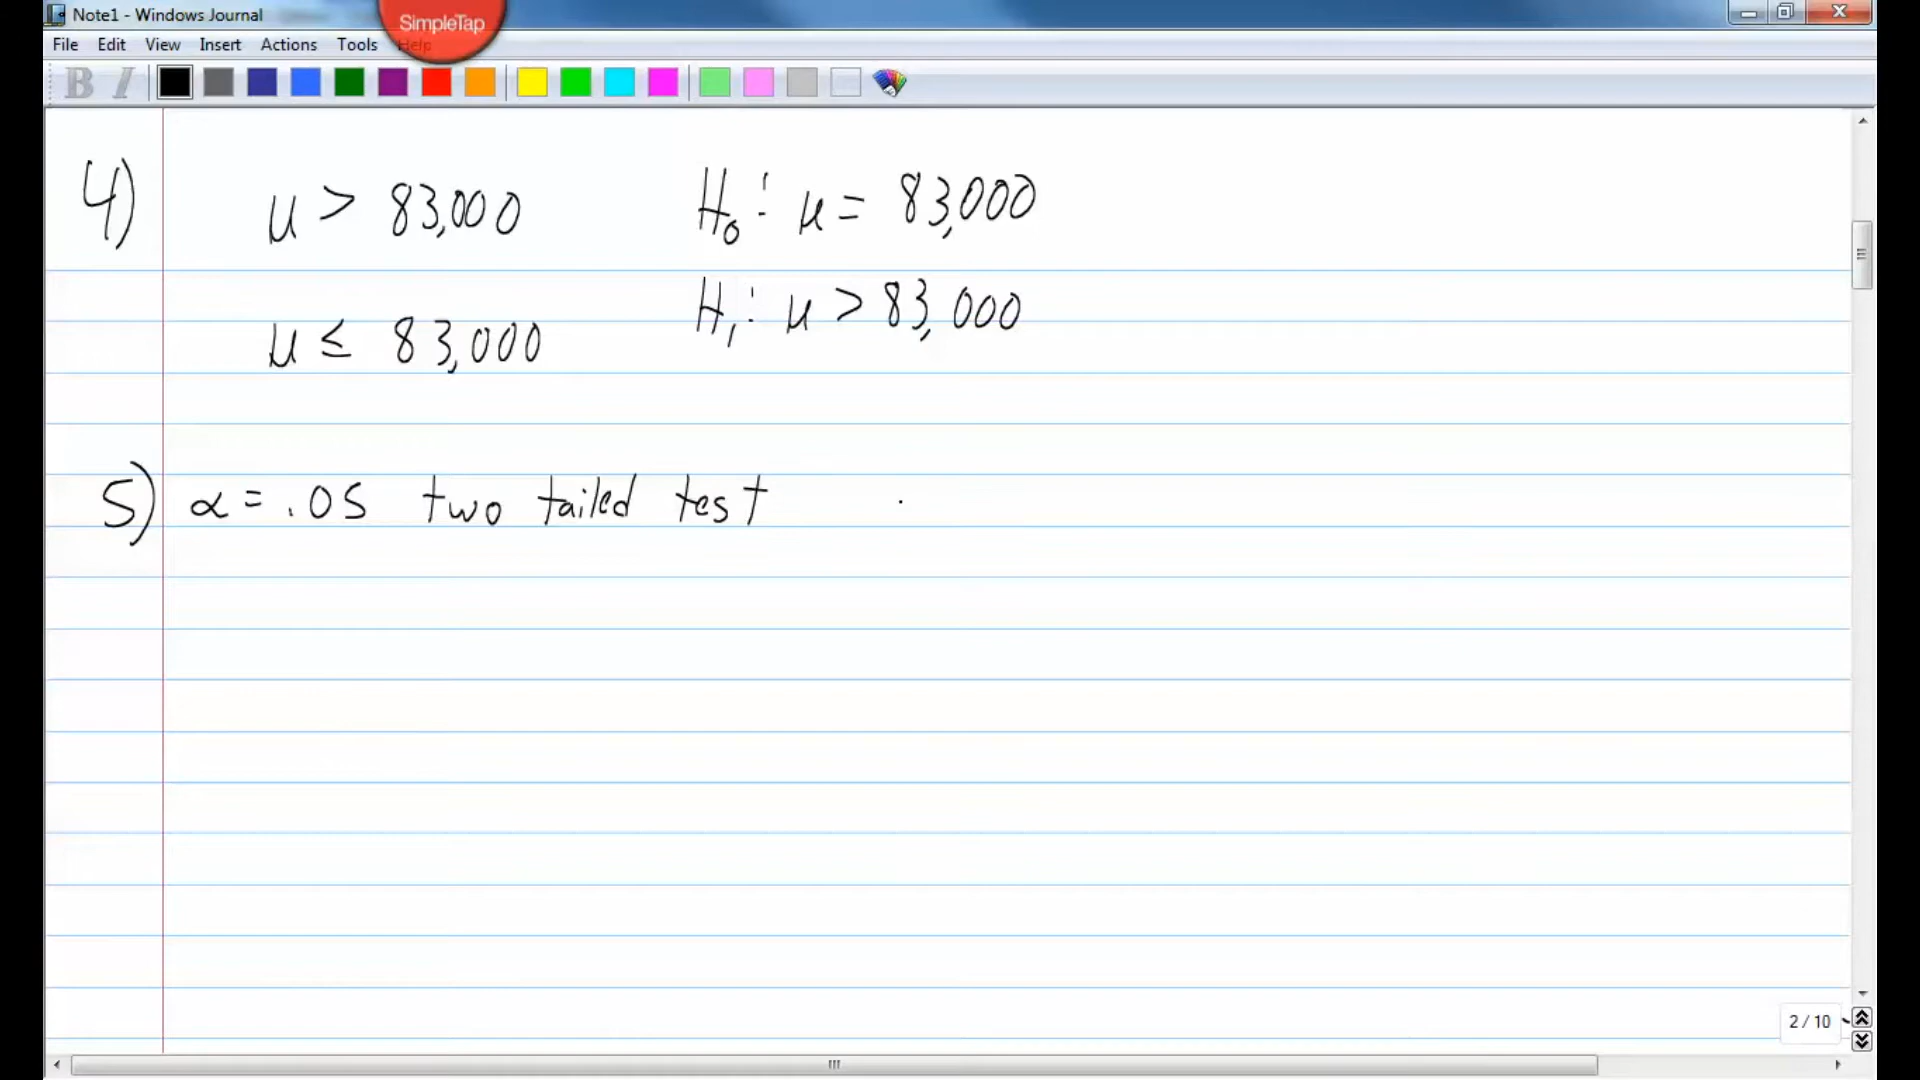 Note1 - Windows Journal
SimpleTap
File Edit View Insert Actions Tools Help
B I
4) μ > 83,000 H₀: μ = 83,000
H₁: μ > 83,000
μ ≤ 83,000
5) α = .05 two tailed test
2 / 10